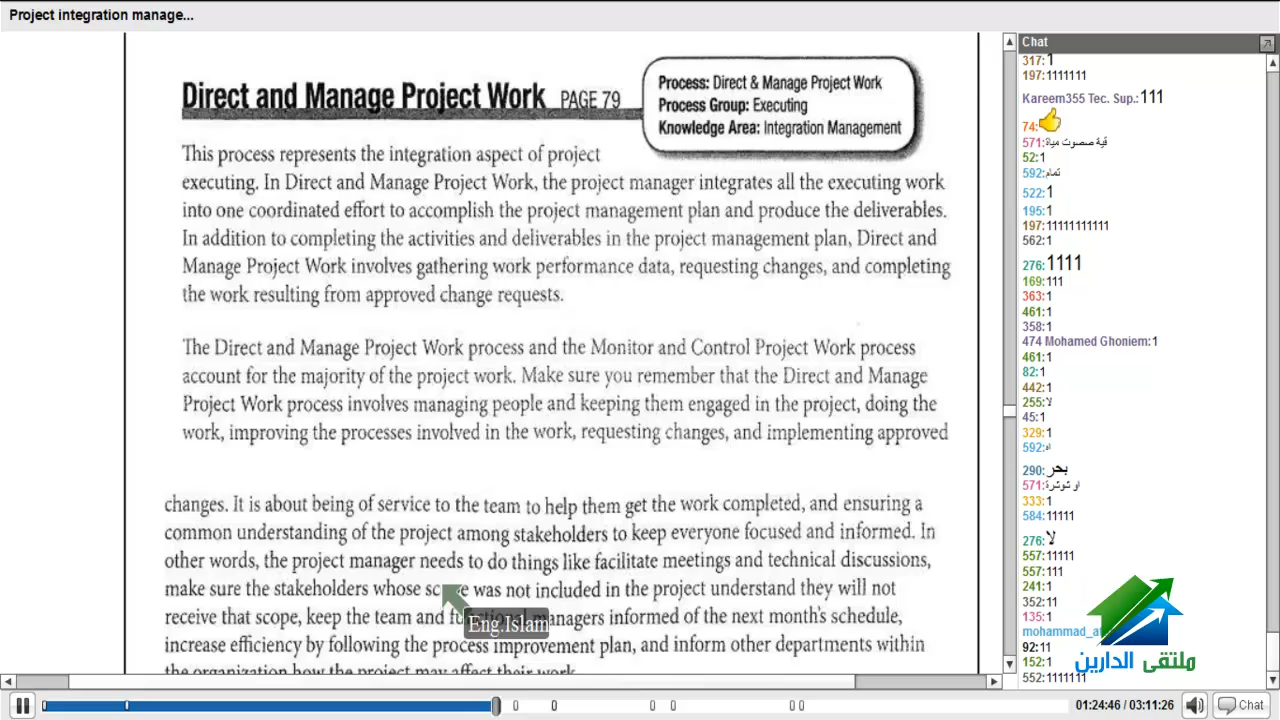 Project integration manage...
Direct and Manage Project Work PAGE 79
Process: Direct & Manage Project Work
Process Group: Executing
Knowledge Area: Integration Management
This process represents the integration aspect of project
executing. In Direct and Manage Project Work, the project manager integrates all the executing work
into one coordinated effort to accomplish the project management plan and produce the deliverables.
In addition to completing the activities and deliverables in the project management plan, Direct and
Manage Project Work involves gathering work performance data, requesting changes, and completing
the work resulting from approved change requests.
The Direct and Manage Project Work process and the Monitor and Control Project Work process
account for the majority of the project work. Make sure you remember that the Direct and Manage
Project Work process involves managing people and keeping them engaged in the project, doing the
work, improving the processes involved in the work, requesting changes, and implementing approved
changes. It is about being of service to the team to help them get the work completed, and ensuring a
common understanding of the project among stakeholders to keep everyone focused and informed. In
other words, the project manager needs to do things like facilitate meetings and technical discussions,
make sure the stakeholders whose was not included in the project understand they will not
receive that scope, keep the team and managers informed of the next month's schedule,
Eng.Islam
increase efficiency by following the process improvement plan, and inform other departments within
the organization how the project may affect their work.
Chat
317: 1
197: 1111111
Kareem355 Tec. Sup.: 111
74:
571: قية صصوت مياة
52: 1
592: تمام
522: 1
195: 1
197: 11111111111
562: 1
276: 1111
169: 111
363: 1
461: 1
358: 1
474 Mohamed Ghoniem: 1
461: 1
82: 1
442: 1
255: لا
45: 1
329: 1
592: اه
290: بحر
571: او شوشرة
333: 1
584: 11111
276: لا
557: 11111
557: 111
241: 1
352: 11
135: 1
92: 11
152: 1
552: 1111111
ملتقى الدارين
01:24:46 / 03:11:26
Chat